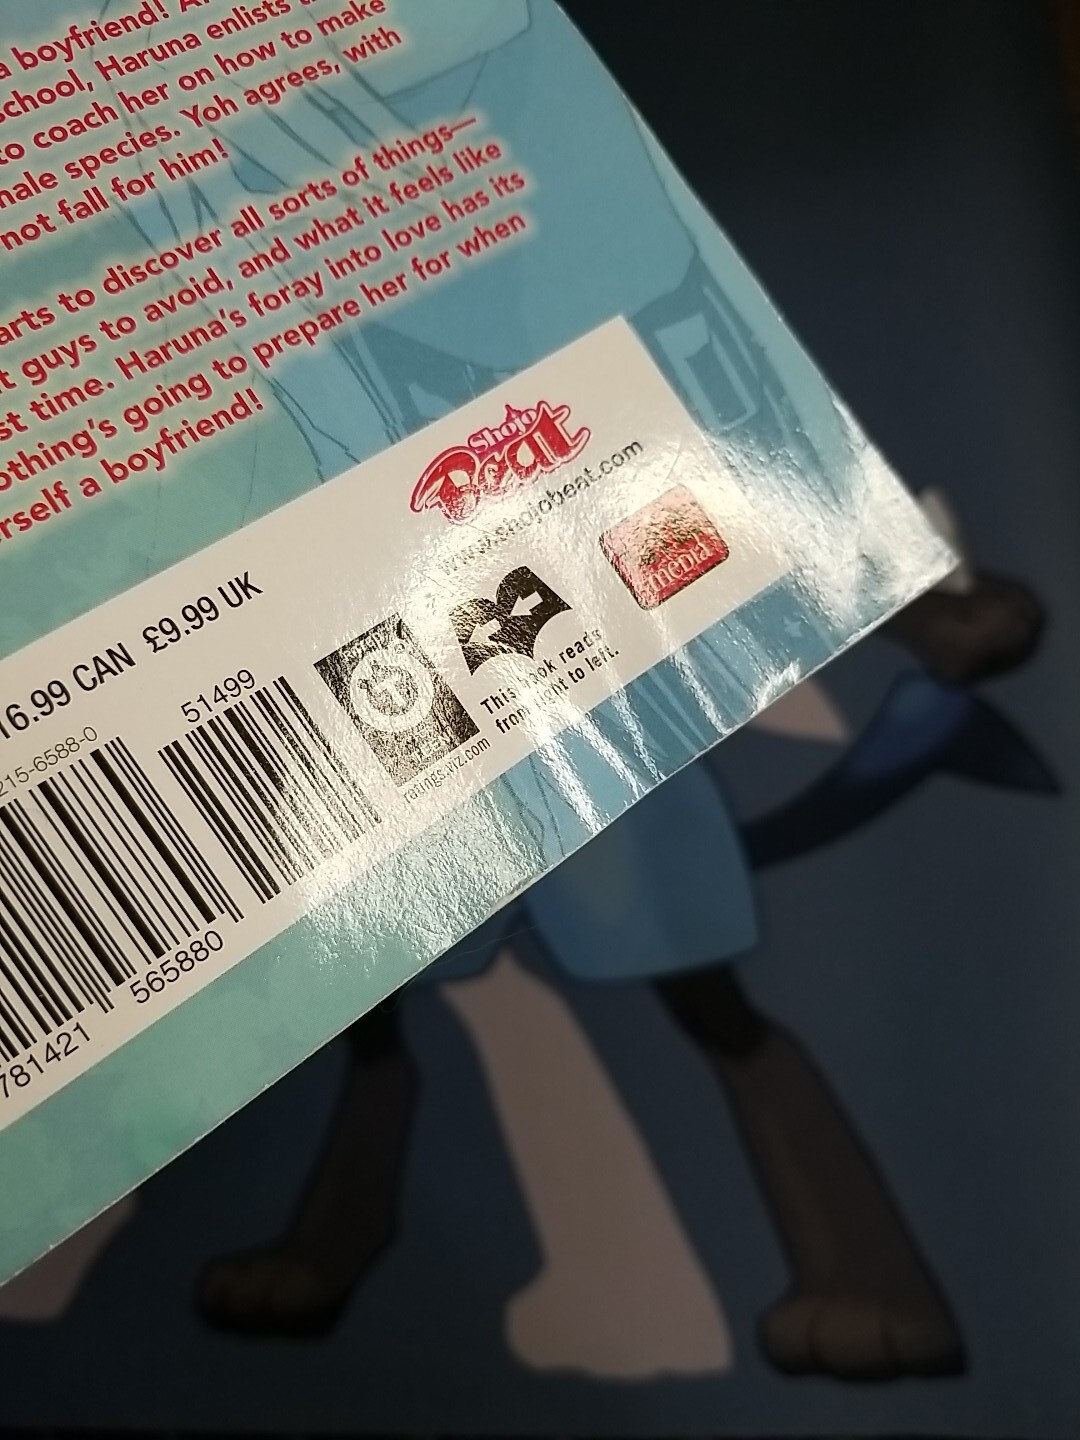 a boyfriend!
school, Haruna enlists
to coach her on how to make
male species. Yoh agrees, with
not fall for him!
arts to discover all sorts of things—
t guys to avoid, and what it feels like
st time. Haruna's foray into love has its
othing's going to prepare her for when
erself a boyfriend!
Shojo
Beat
www.shojobeat.com
media
16.99 CAN £9.99 UK
This book reads
from right to left.
ratings.viz.com
215-6588-0
51499
781421 565880